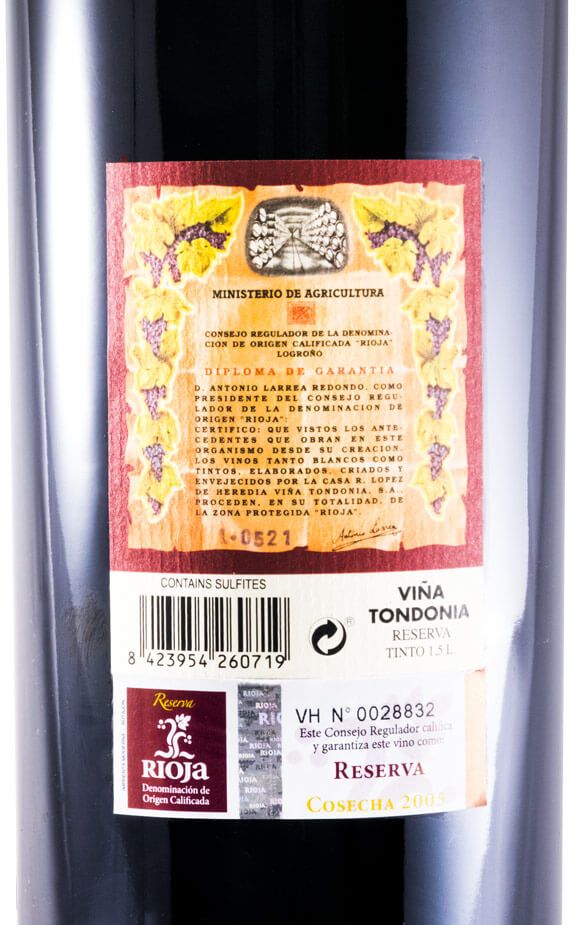 MINISTERIO DE AGRICULTURA
CONSEJO REGULADOR DE LA DENOMINA-
CION DE ORIGEN CALIFICADA "RIOJA"
LOGROÑO
DIPLOMA DE GARANTIA
D. ANTONIO LARREA REDONDO, COMO
PRESIDENTE DEL CONSEJO REGU-
LADOR DE LA DENOMINACION DE
ORIGEN "RIOJA":
CERTIFICO: QUE VISTOS LOS ANTE-
CEDENTES QUE OBRAN EN ESTE
ORGANISMO DESDE SU CREACION,
LOS VINOS TANTO BLANCOS COMO
TINTOS, ELABORADOS, CRIADOS Y
ENVEJECIDOS POR LA CASA R. LOPEZ
DE HEREDIA VIÑA TONDONIA, S.A.,
PROCEDEN, EN SU TOTALIDAD, DE
LA ZONA PROTEGIDA "RIOJA".
L-0521
Antonio Larrea
CONTAINS SULFITES
8 423954 260719
VIÑA
TONDONIA
RESERVA
TINTO 1.5 L.
Reserva
RIOJA
Denominación de
Origen Calificada
RIOJA
VH Nº 0028832
Este Consejo Regulador califica
y garantiza este vino como:
RESERVA
COSECHA 2005